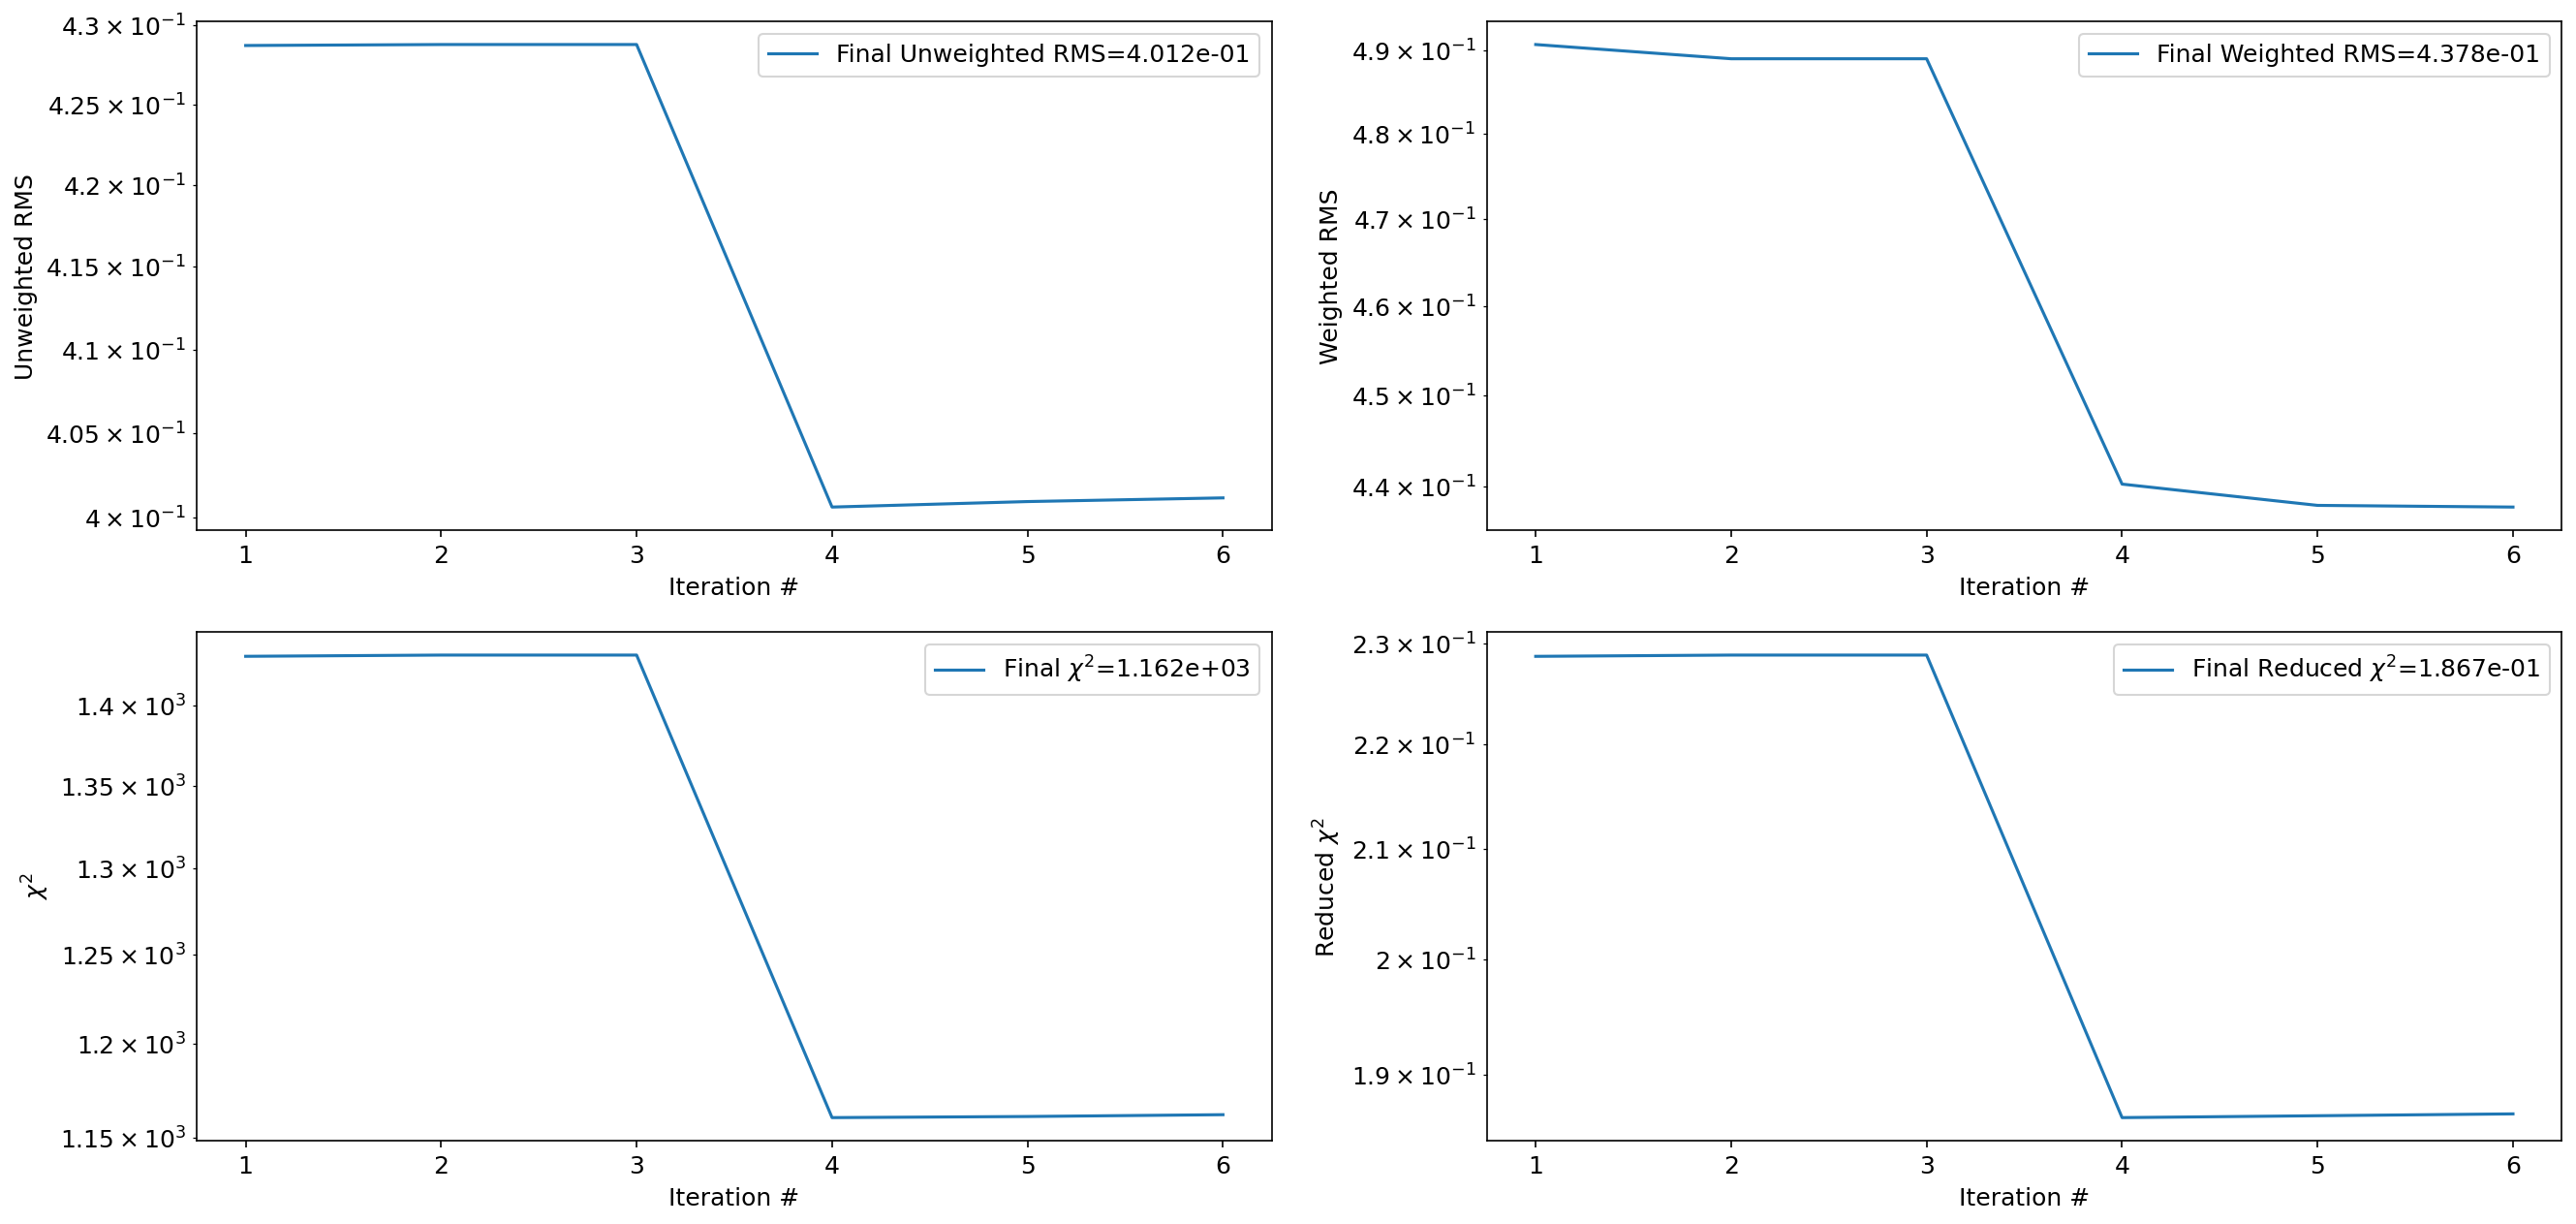 4.3 × 10⁻¹
4.25 × 10⁻¹
4.2 × 10⁻¹
4.15 × 10⁻¹
4.1 × 10⁻¹
4.05 × 10⁻¹
4 × 10⁻¹
Unweighted RMS
Final Unweighted RMS=4.012e-01
1 2 3 4 5 6
Iteration #
4.9 × 10⁻¹
4.8 × 10⁻¹
4.7 × 10⁻¹
4.6 × 10⁻¹
4.5 × 10⁻¹
4.4 × 10⁻¹
Weighted RMS
Final Weighted RMS=4.378e-01
1 2 3 4 5 6
Iteration #
1.4 × 10³
1.35 × 10³
1.3 × 10³
1.25 × 10³
1.2 × 10³
1.15 × 10³
χ²
Final χ²=1.162e+03
1 2 3 4 5 6
Iteration #
2.3 × 10⁻¹
2.2 × 10⁻¹
2.1 × 10⁻¹
2 × 10⁻¹
1.9 × 10⁻¹
Reduced χ²
Final Reduced χ²=1.867e-01
1 2 3 4 5 6
Iteration #